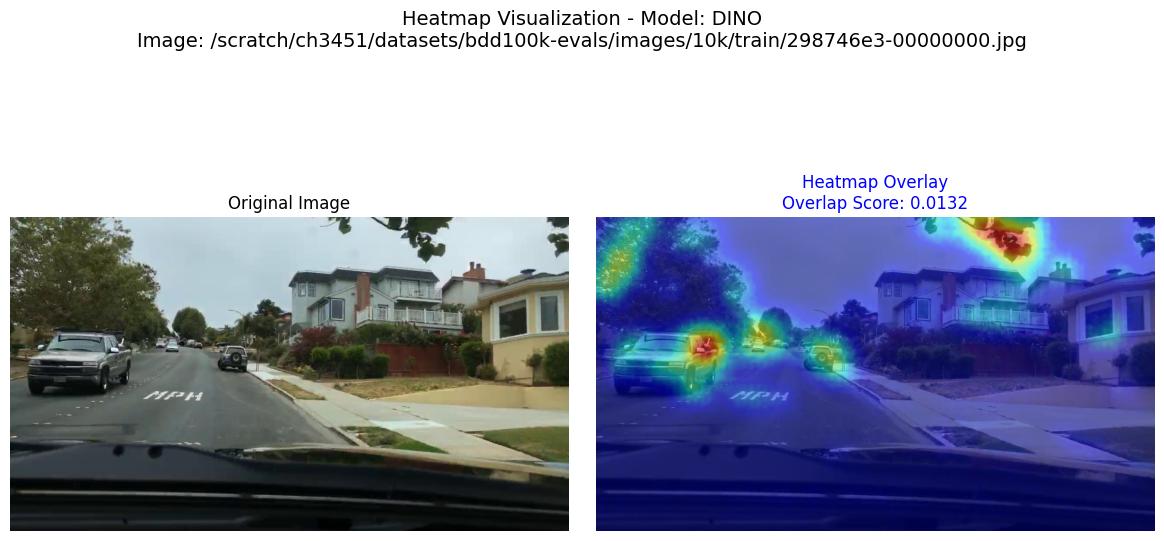 Heatmap Visualization - Model: DINO
Image: /scratch/ch3451/datasets/bdd100k-evals/images/10k/train/298746e3-00000000.jpg
Original Image
Heatmap Overlay
Overlap Score: 0.0132
MPH
MPH